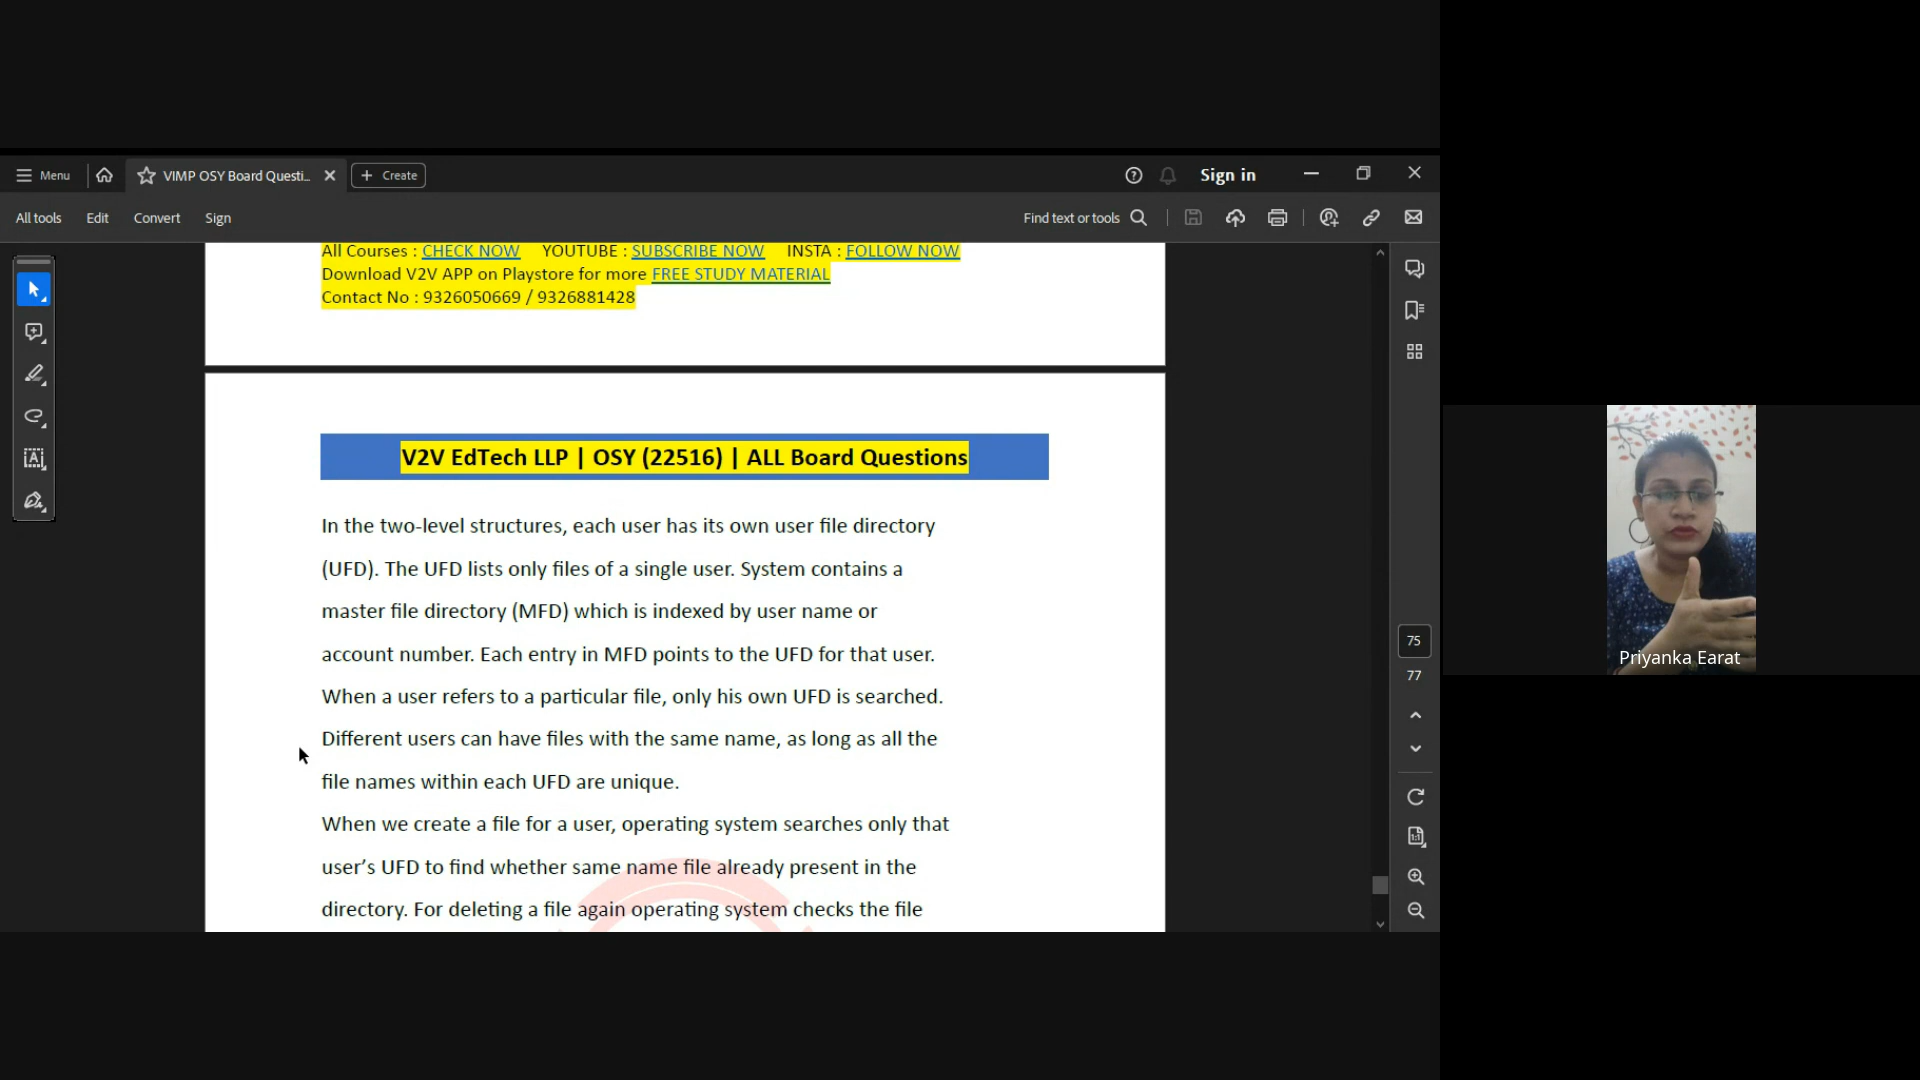 Menu
VIMP OSY Board Questi...
Create
Sign in
All tools
Edit
Convert
Sign
Find text or tools
All Courses : CHECK NOW YOUTUBE : SUBSCRIBE NOW INSTA : FOLLOW NOW
Download V2V APP on Playstore for more FREE STUDY MATERIAL
Contact No : 9326050669 / 9326881428
V2V EdTech LLP | OSY (22516) | ALL Board Questions
In the two-level structures, each user has its own user file directory
(UFD). The UFD lists only files of a single user. System contains a
master file directory (MFD) which is indexed by user name or
account number. Each entry in MFD points to the UFD for that user.
When a user refers to a particular file, only his own UFD is searched.
Different users can have files with the same name, as long as all the
file names within each UFD are unique.
When we create a file for a user, operating system searches only that
user's UFD to find whether same name file already present in the
directory. For deleting a file again operating system checks the file
75
77
1:1
Priyanka Earat